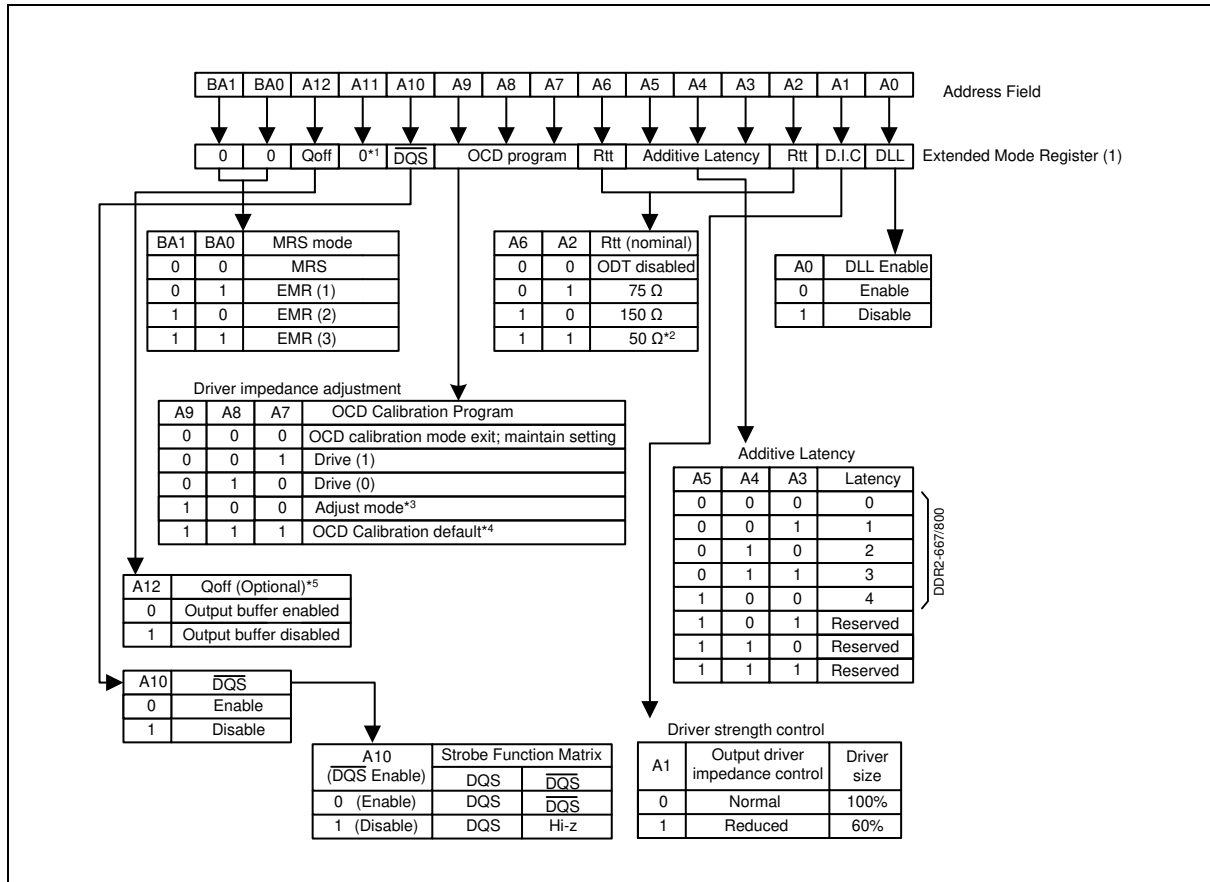 BA1 BA0 A12 A11 A10 A9 A8 A7 A6 A5 A4 A3 A2 A1 A0 Address Field
0 0 Qoff 0*1 D̅Q̅S̅ OCD program Rtt Additive Latency Rtt D.I.C DLL Extended Mode Register (1)
BA1 BA0 MRS mode
0 0 MRS
0 1 EMR (1)
1 0 EMR (2)
1 1 EMR (3)
A6 A2 Rtt (nominal)
0 0 ODT disabled
0 1 75 Ω
1 0 150 Ω
1 1 50 Ω*2
A0 DLL Enable
0 Enable
1 Disable
Driver impedance adjustment
A9 A8 A7 OCD Calibration Program
0 0 0 OCD calibration mode exit; maintain setting
0 0 1 Drive (1)
0 1 0 Drive (0)
1 0 0 Adjust mode*3
1 1 1 OCD Calibration default*4
Additive Latency
A5 A4 A3 Latency
0 0 0 0
0 0 1 1
0 1 0 2
0 1 1 3
1 0 0 4
1 0 1 Reserved
1 1 0 Reserved
1 1 1 Reserved
DDR2-667/800
A12 Qoff (Optional)*5
0 Output buffer enabled
1 Output buffer disabled
A10 D̅Q̅S̅
0 Enable
1 Disable
A10 (D̅Q̅S̅ Enable) Strobe Function Matrix
DQS D̅Q̅S̅
0 (Enable) DQS D̅Q̅S̅
1 (Disable) DQS Hi-z
Driver strength control
A1 Output driver impedance control Driver size
0 Normal 100%
1 Reduced 60%